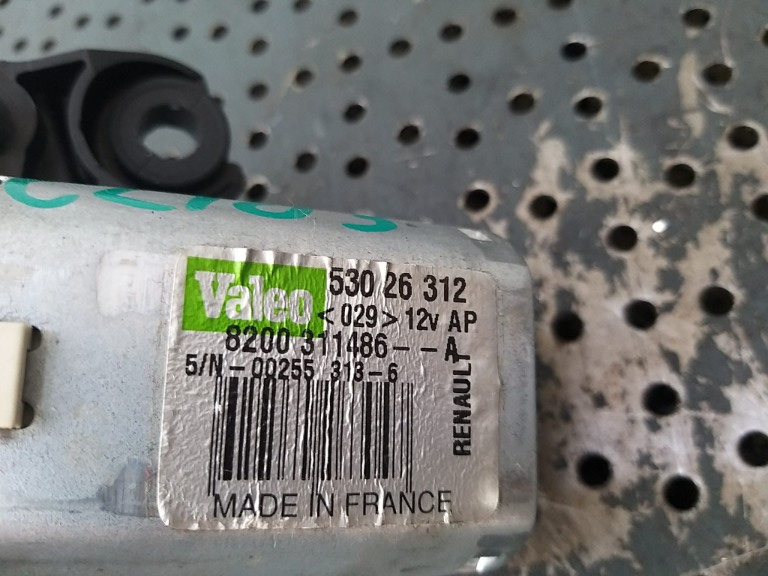 Valeo 530 26 312
<029> 12v AP
8200 311486--A
S/N-00255 313-6
RENAULT
MADE IN FRANCE